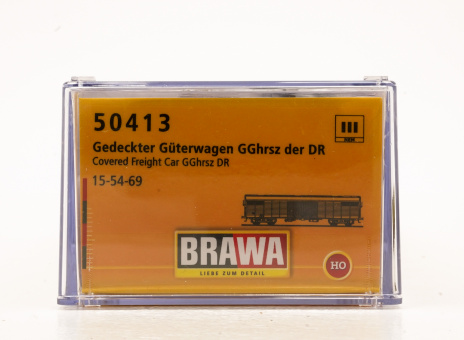 50413
III
Gedeckter Güterwagen GGhrsz der DR
Covered Freight Car GGhrsz DR
15-54-69
BRAWA
LIEBE ZUM DETAIL
HO